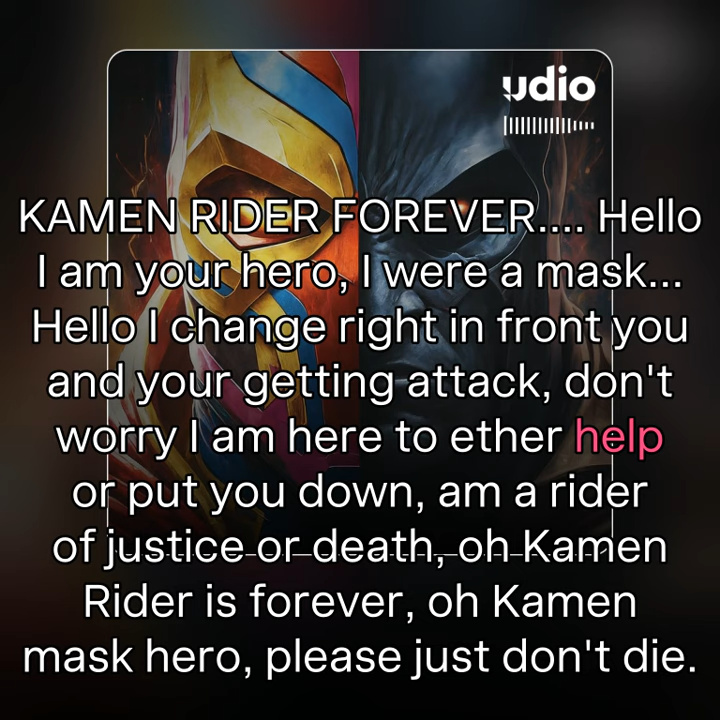 udio
KAMEN RIDER FOREVER.... Hello
I am your hero, I were a mask...
Hello I change right in front you
and your getting attack, don't
worry I am here to ether help
or put you down, am a rider
of justice or death, oh Kamen
Rider is forever, oh Kamen
mask hero, please just don't die.